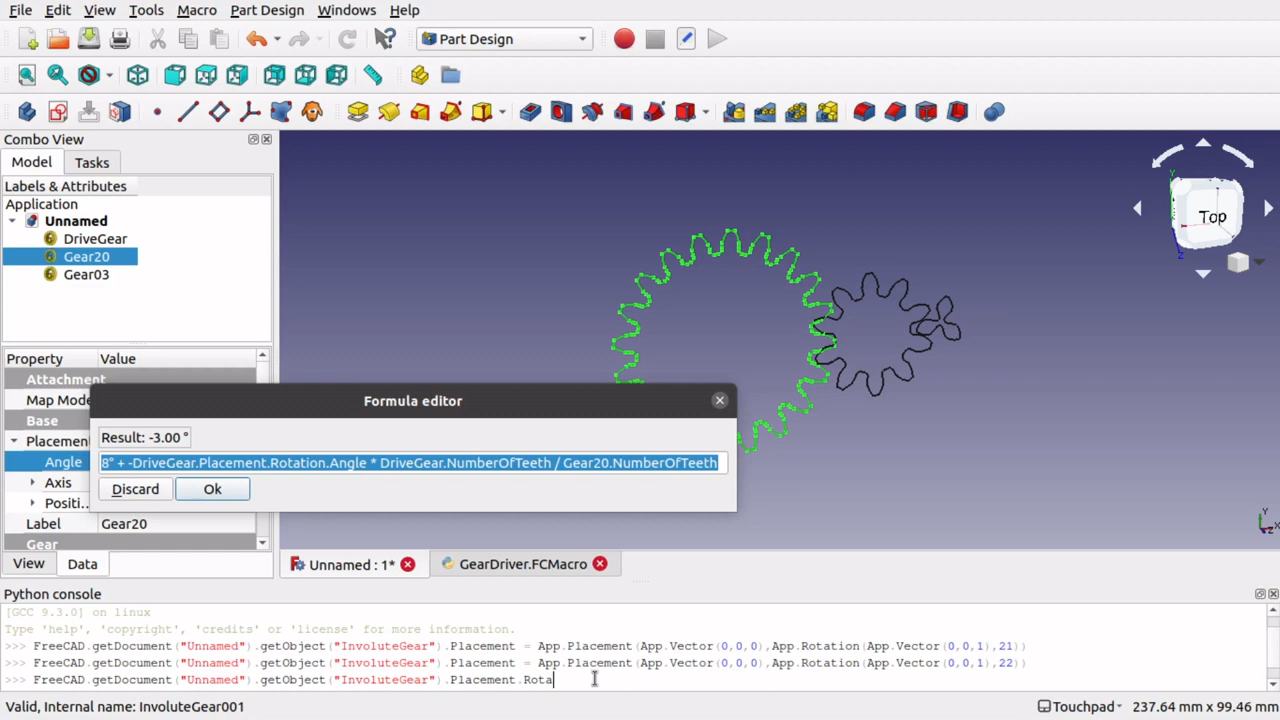 File Edit View Tools Macro Part Design Windows Help
Part Design
Combo View
Model Tasks
Labels & Attributes
Application
Unnamed
DriveGear
Gear20
Gear03
Top
Y
Z
Property Value
Attachment
Map Mode
Base
Placement
Angle
Axis
Positi..
Label Gear20
Gear
View Data
Formula editor
Result: -3.00 °
8° + -DriveGear.Placement.Rotation.Angle * DriveGear.NumberOfTeeth / Gear20.NumberOfTeeth
Discard Ok
Y
Z X
Unnamed : 1* GearDriver.FCMacro
Python console
[GCC 9.3.0] on linux
Type 'help', 'copyright', 'credits' or 'license' for more information.
>>> FreeCAD.getDocument("Unnamed").getObject("InvoluteGear").Placement = App.Placement(App.Vector(0,0,0),App.Rotation(App.Vector(0,0,1),21))
>>> FreeCAD.getDocument("Unnamed").getObject("InvoluteGear").Placement = App.Placement(App.Vector(0,0,0),App.Rotation(App.Vector(0,0,1),22))
>>> FreeCAD.getDocument("Unnamed").getObject("InvoluteGear").Placement.Rota
Valid, Internal name: InvoluteGear001 Touchpad 237.64 mm x 99.46 mm